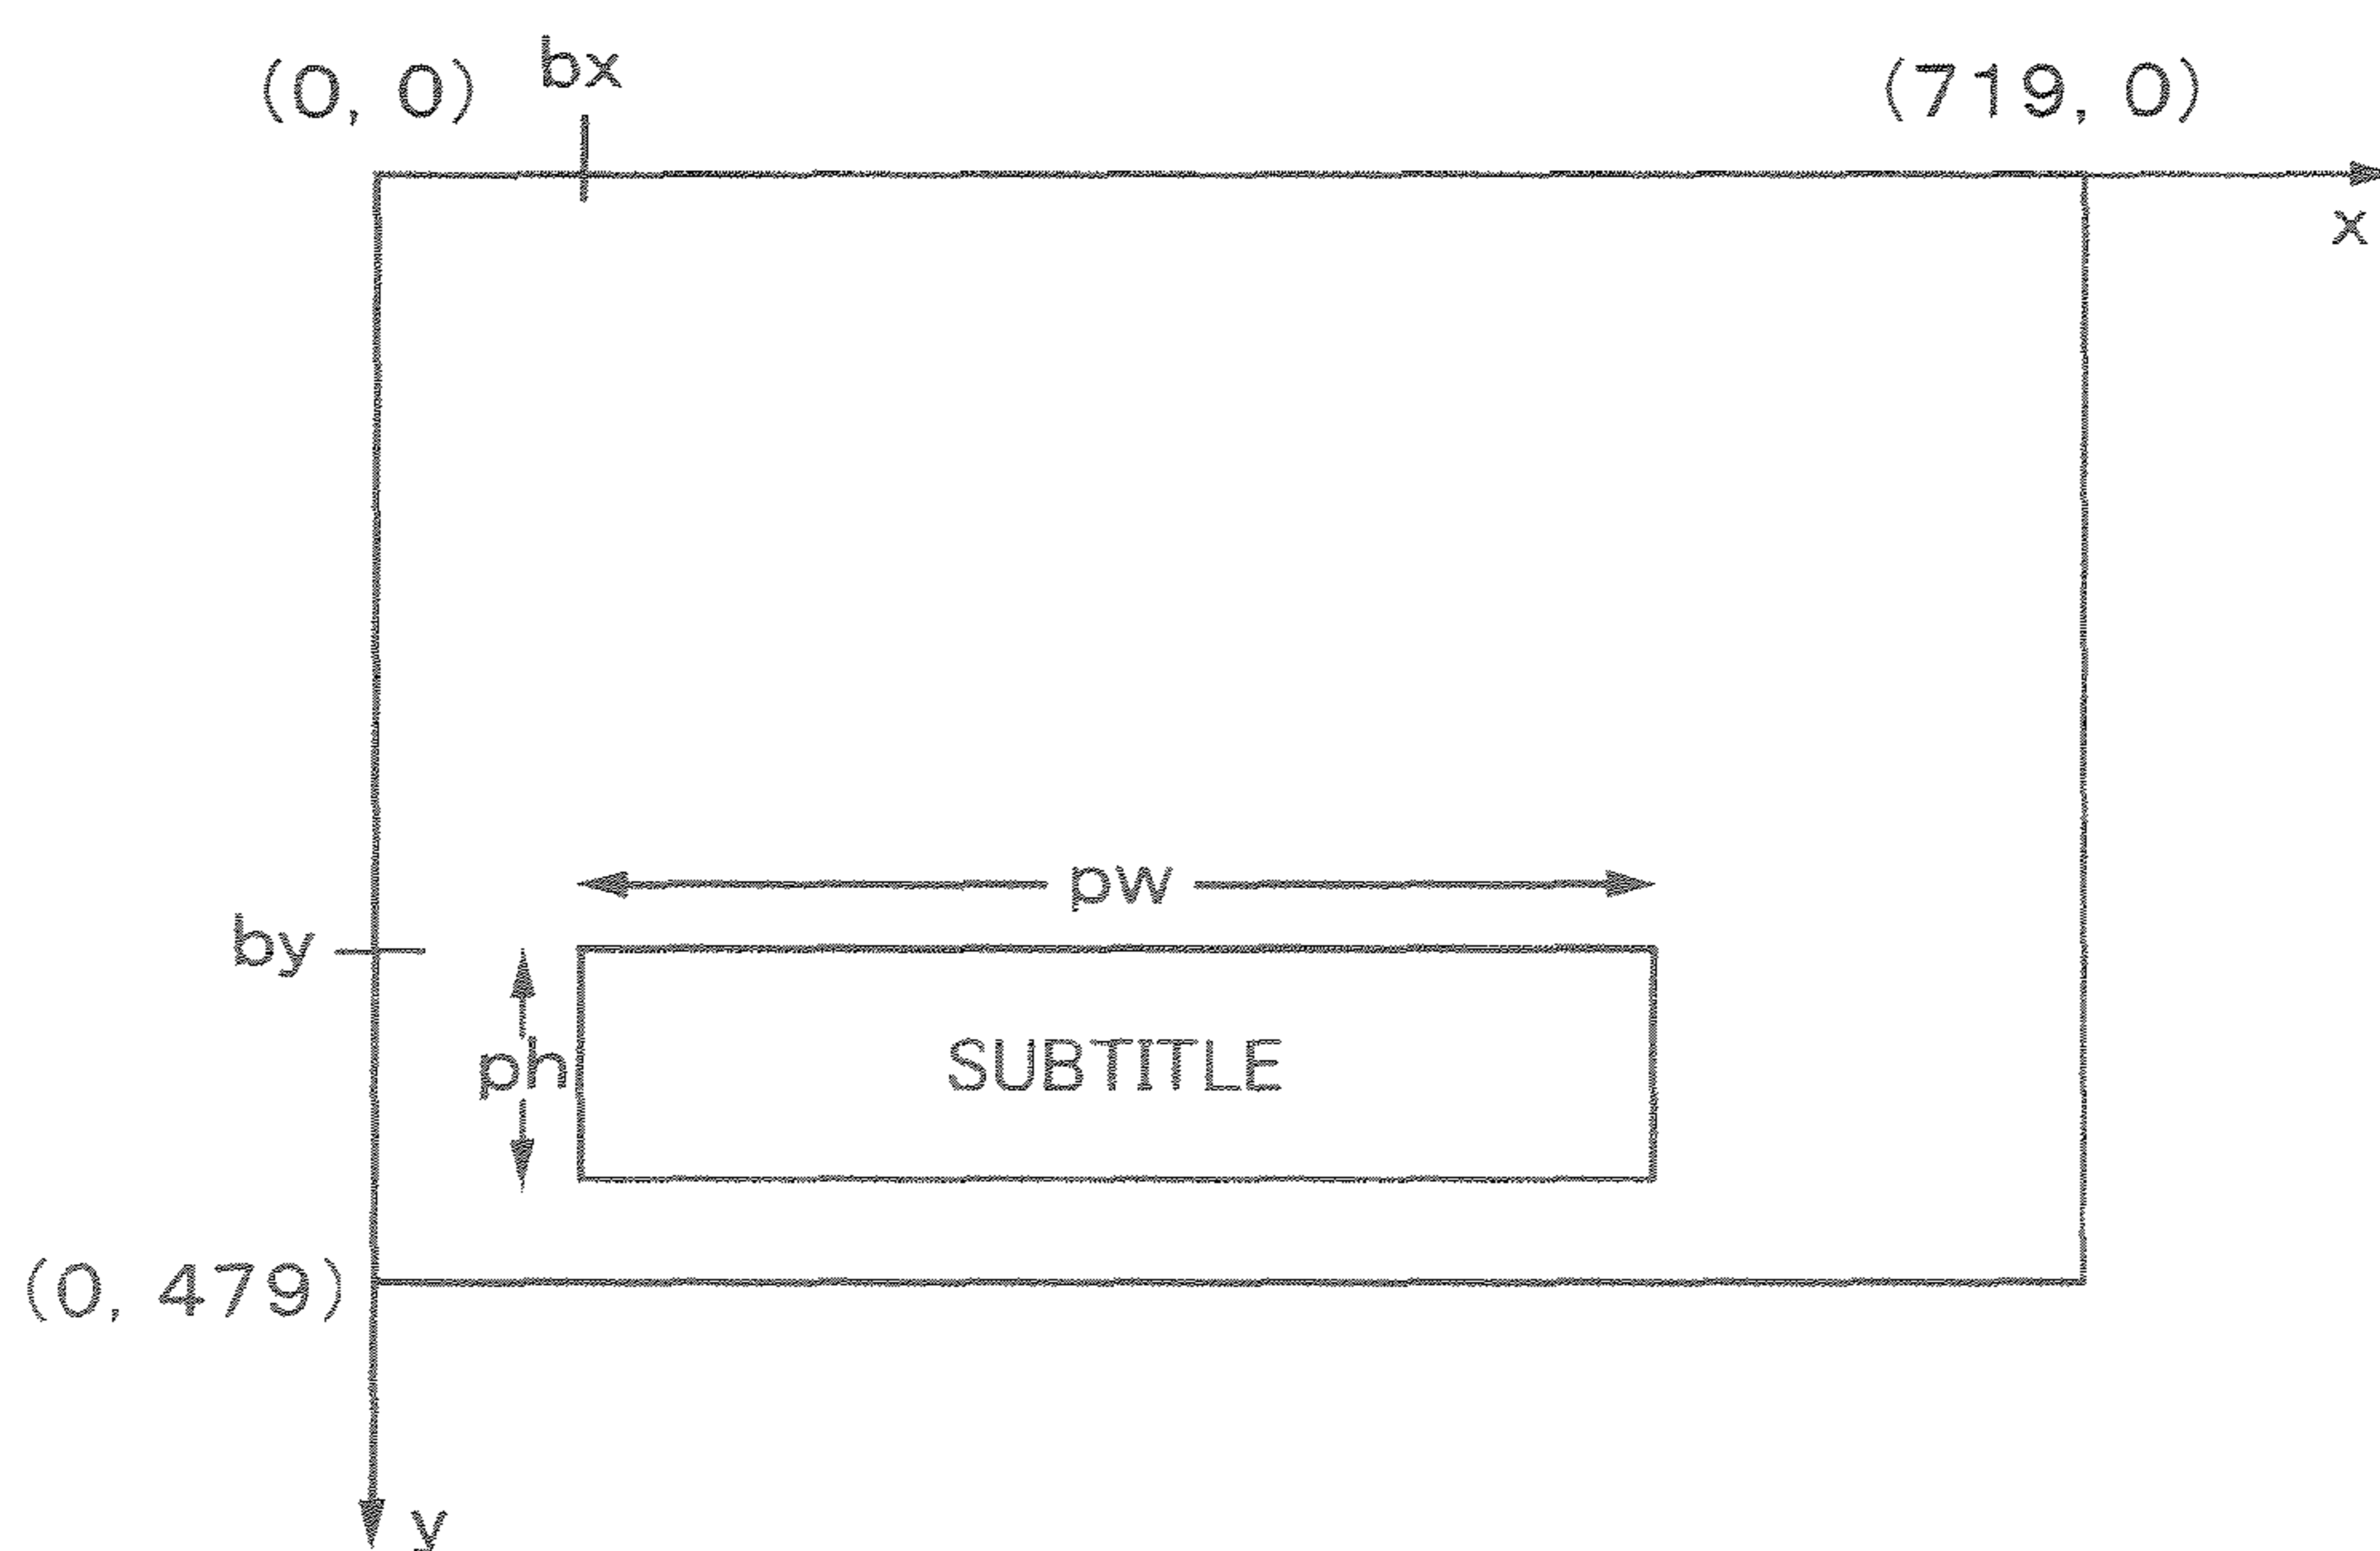 (0, 0) bx (719, 0)
x
pw
by
ph SUBTITLE
(0, 479)
y